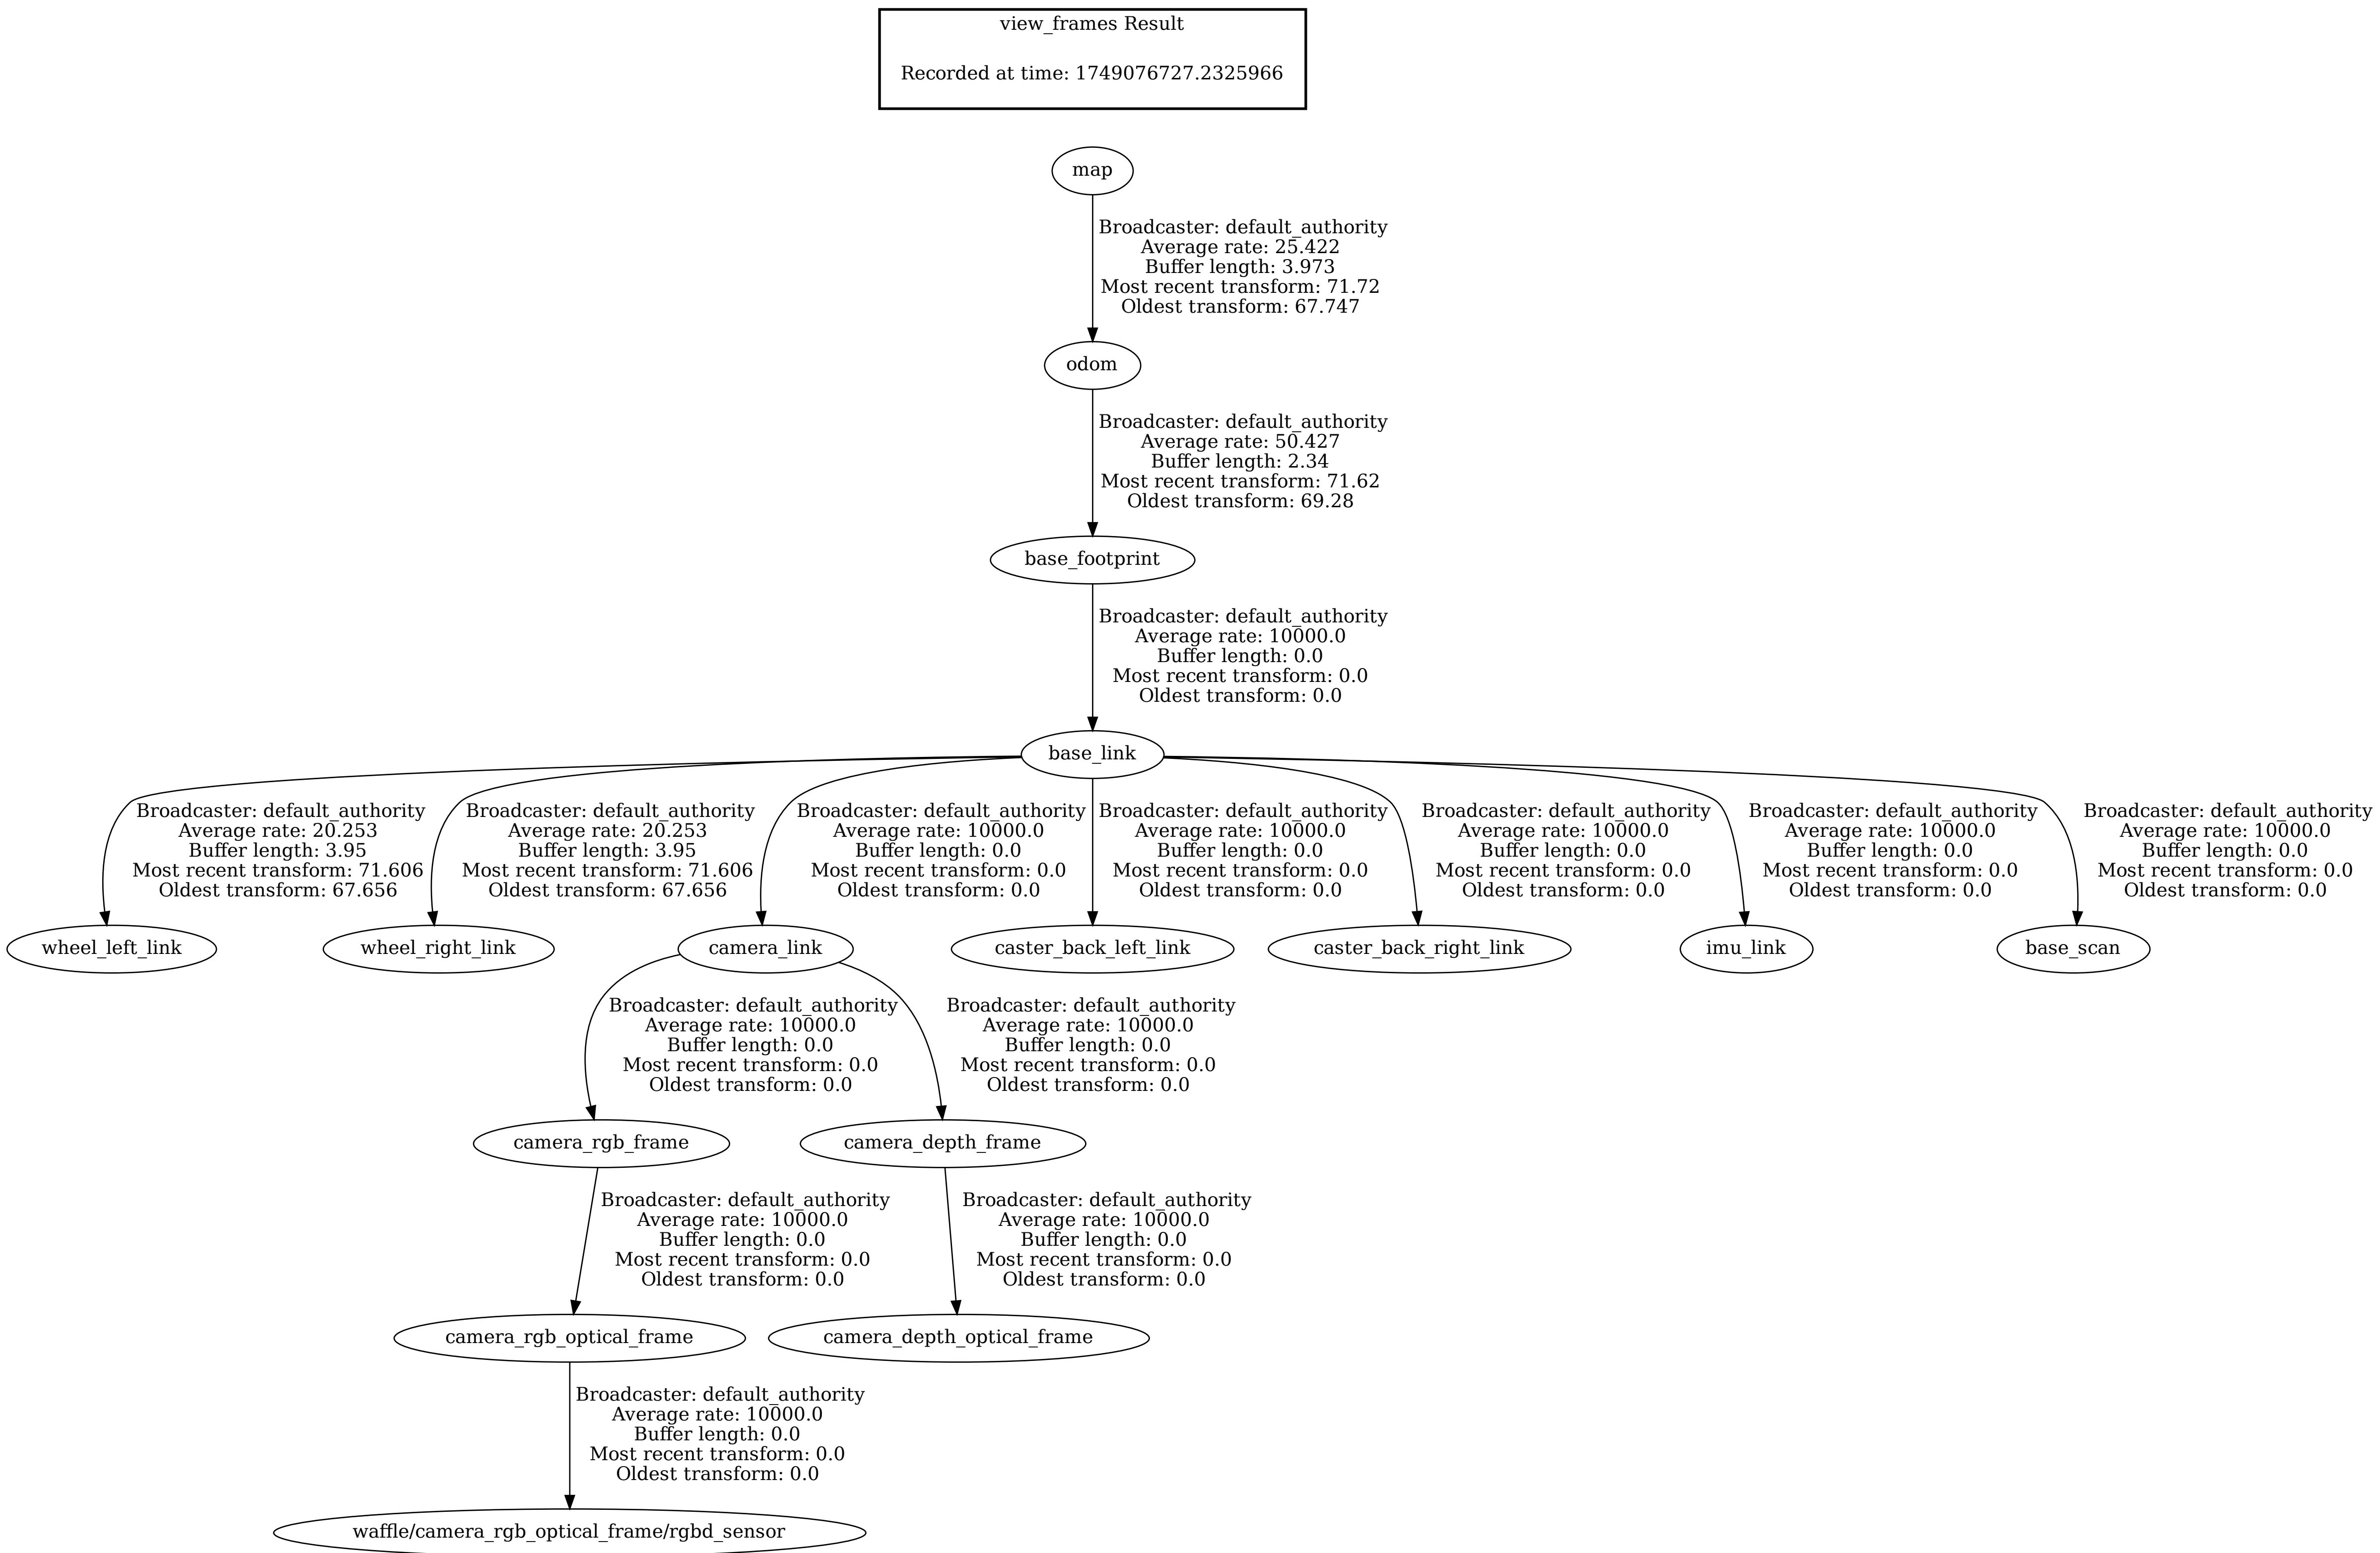 view_frames Result
Recorded at time: 1749076727.2325966
map
Broadcaster: default_authority
Average rate: 25.422
Buffer length: 3.973
Most recent transform: 71.72
Oldest transform: 67.747
odom
Broadcaster: default_authority
Average rate: 50.427
Buffer length: 2.34
Most recent transform: 71.62
Oldest transform: 69.28
base_footprint
Broadcaster: default_authority
Average rate: 10000.0
Buffer length: 0.0
Most recent transform: 0.0
Oldest transform: 0.0
base_link
Broadcaster: default_authority
Average rate: 20.253
Buffer length: 3.95
Most recent transform: 71.606
Oldest transform: 67.656
Broadcaster: default_authority
Average rate: 20.253
Buffer length: 3.95
Most recent transform: 71.606
Oldest transform: 67.656
Broadcaster: default_authority
Average rate: 10000.0
Buffer length: 0.0
Most recent transform: 0.0
Oldest transform: 0.0
Broadcaster: default_authority
Average rate: 10000.0
Buffer length: 0.0
Most recent transform: 0.0
Oldest transform: 0.0
Broadcaster: default_authority
Average rate: 10000.0
Buffer length: 0.0
Most recent transform: 0.0
Oldest transform: 0.0
Broadcaster: default_authority
Average rate: 10000.0
Buffer length: 0.0
Most recent transform: 0.0
Oldest transform: 0.0
Broadcaster: default_authority
Average rate: 10000.0
Buffer length: 0.0
Most recent transform: 0.0
Oldest transform: 0.0
wheel_left_link
wheel_right_link
camera_link
caster_back_left_link
caster_back_right_link
imu_link
base_scan
Broadcaster: default_authority
Average rate: 10000.0
Buffer length: 0.0
Most recent transform: 0.0
Oldest transform: 0.0
Broadcaster: default_authority
Average rate: 10000.0
Buffer length: 0.0
Most recent transform: 0.0
Oldest transform: 0.0
camera_rgb_frame
camera_depth_frame
Broadcaster: default_authority
Average rate: 10000.0
Buffer length: 0.0
Most recent transform: 0.0
Oldest transform: 0.0
Broadcaster: default_authority
Average rate: 10000.0
Buffer length: 0.0
Most recent transform: 0.0
Oldest transform: 0.0
camera_rgb_optical_frame
camera_depth_optical_frame
Broadcaster: default_authority
Average rate: 10000.0
Buffer length: 0.0
Most recent transform: 0.0
Oldest transform: 0.0
waffle/camera_rgb_optical_frame/rgbd_sensor